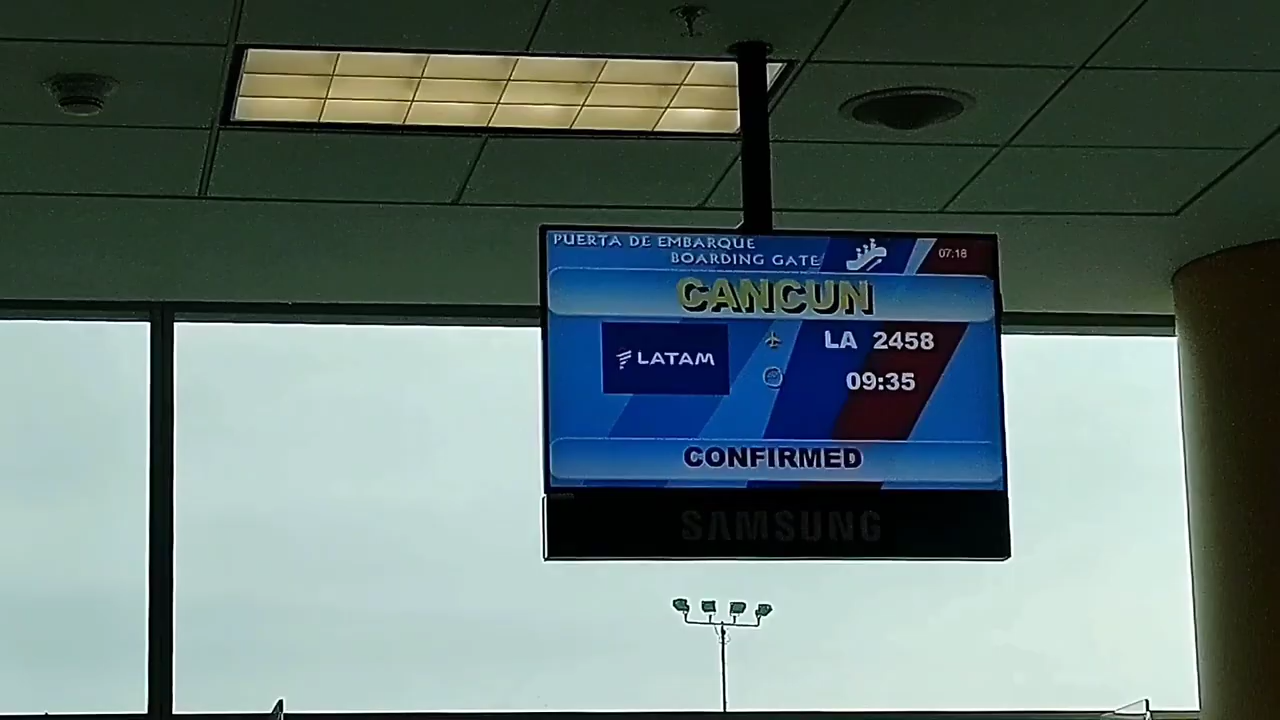 PUERTA DE EMBARQUE
BOARDING GATE
07:18
CANCUN
LATAM
LA 2458
09:35
CONFIRMED
SAMSUNG